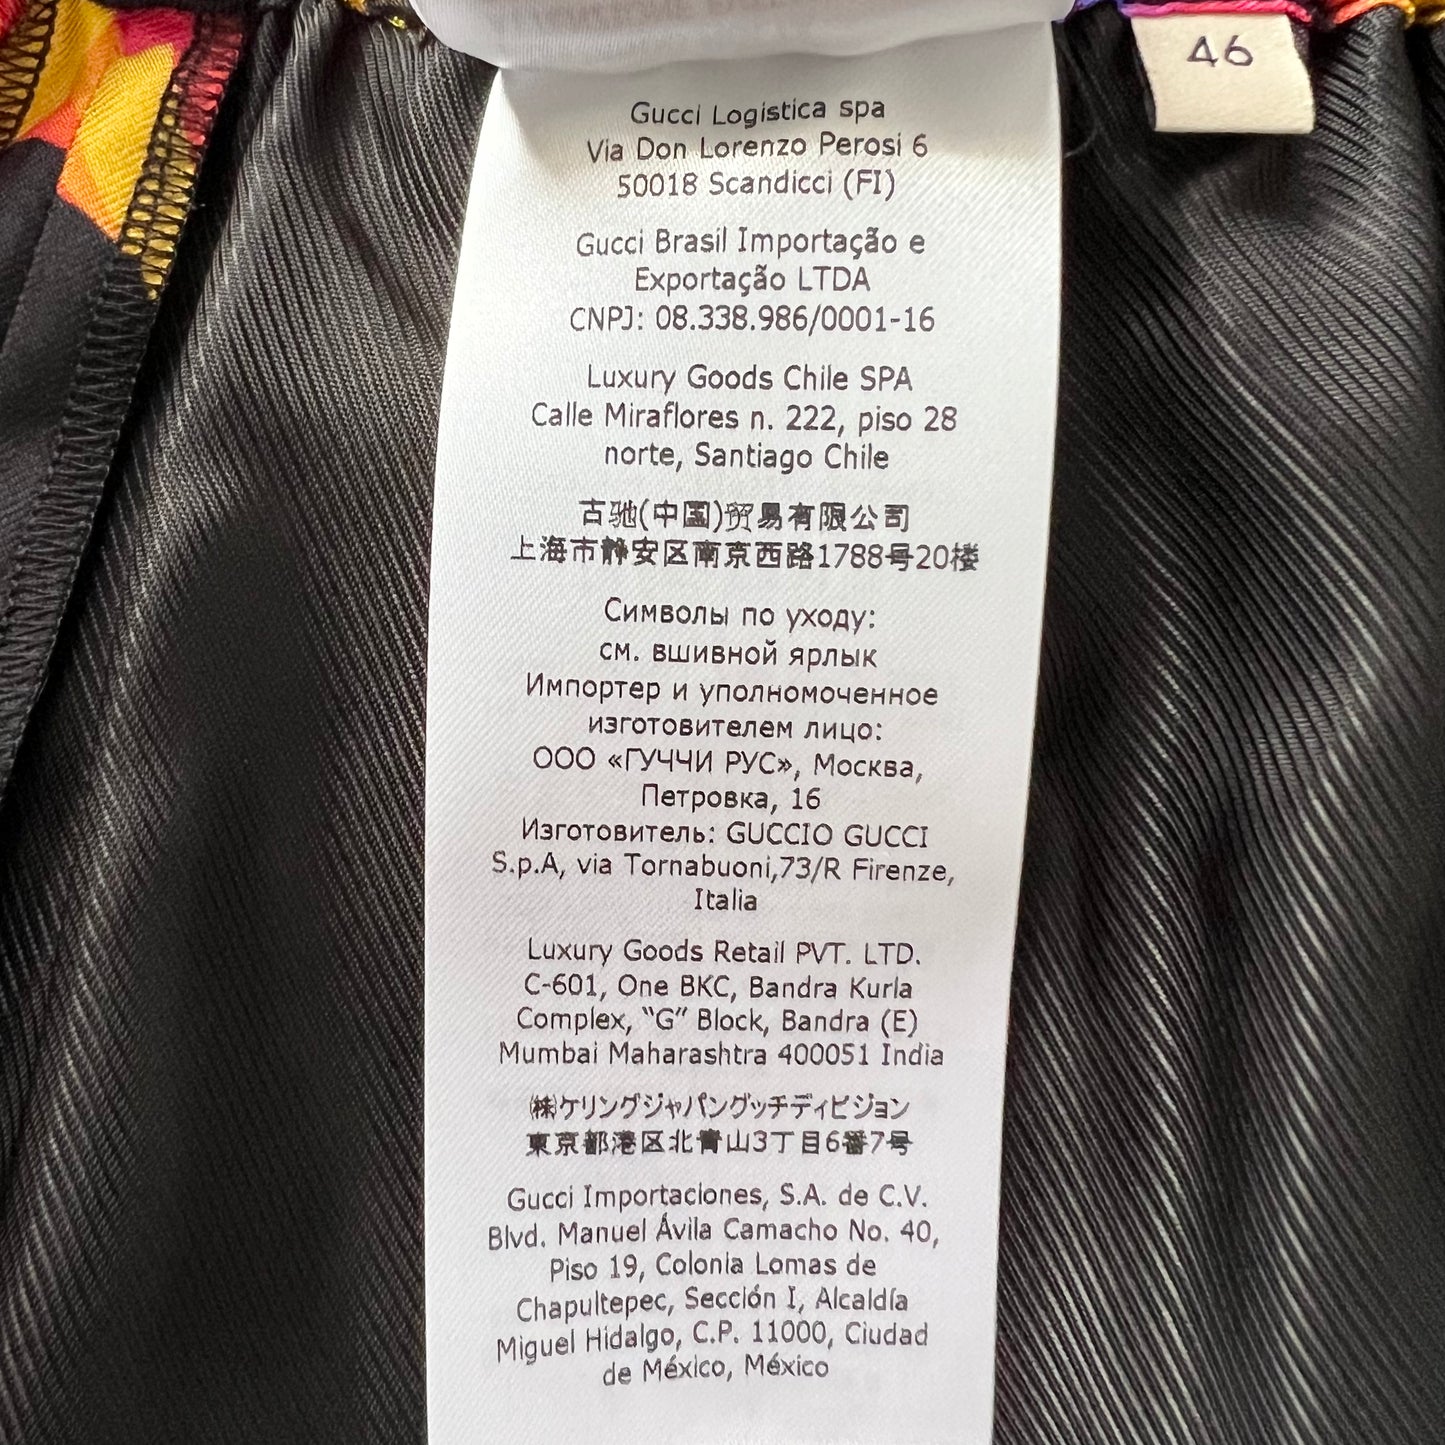 46
Gucci Logistica spa
Via Don Lorenzo Perosi 6
50018 Scandicci (FI)
Gucci Brasil Importação e
Exportação LTDA
CNPJ: 08.338.986/0001-16
Luxury Goods Chile SPA
Calle Miraflores n. 222, piso 28
norte, Santiago Chile
古驰(中国)贸易有限公司
上海市静安区南京西路1788号20楼
Символы по уходу:
см. вшивной ярлык
Импортер и уполномоченное
изготовителем лицо:
ООО «ГУЧЧИ РУС», Москва,
Петровка, 16
Изготовитель: GUCCIO GUCCI
S.p.A, via Tornabuoni,73/R Firenze,
Italia
Luxury Goods Retail PVT. LTD.
C-601, One BKC, Bandra Kurla
Complex, “G” Block, Bandra (E)
Mumbai Maharashtra 400051 India
㈱ケリングジャパングッチディビジョン
東京都港区北青山3丁目6番7号
Gucci Importaciones, S.A. de C.V.
Blvd. Manuel Ávila Camacho No. 40,
Piso 19, Colonia Lomas de
Chapultepec, Sección I, Alcaldía
Miguel Hidalgo, C.P. 11000, Ciudad
de México, México